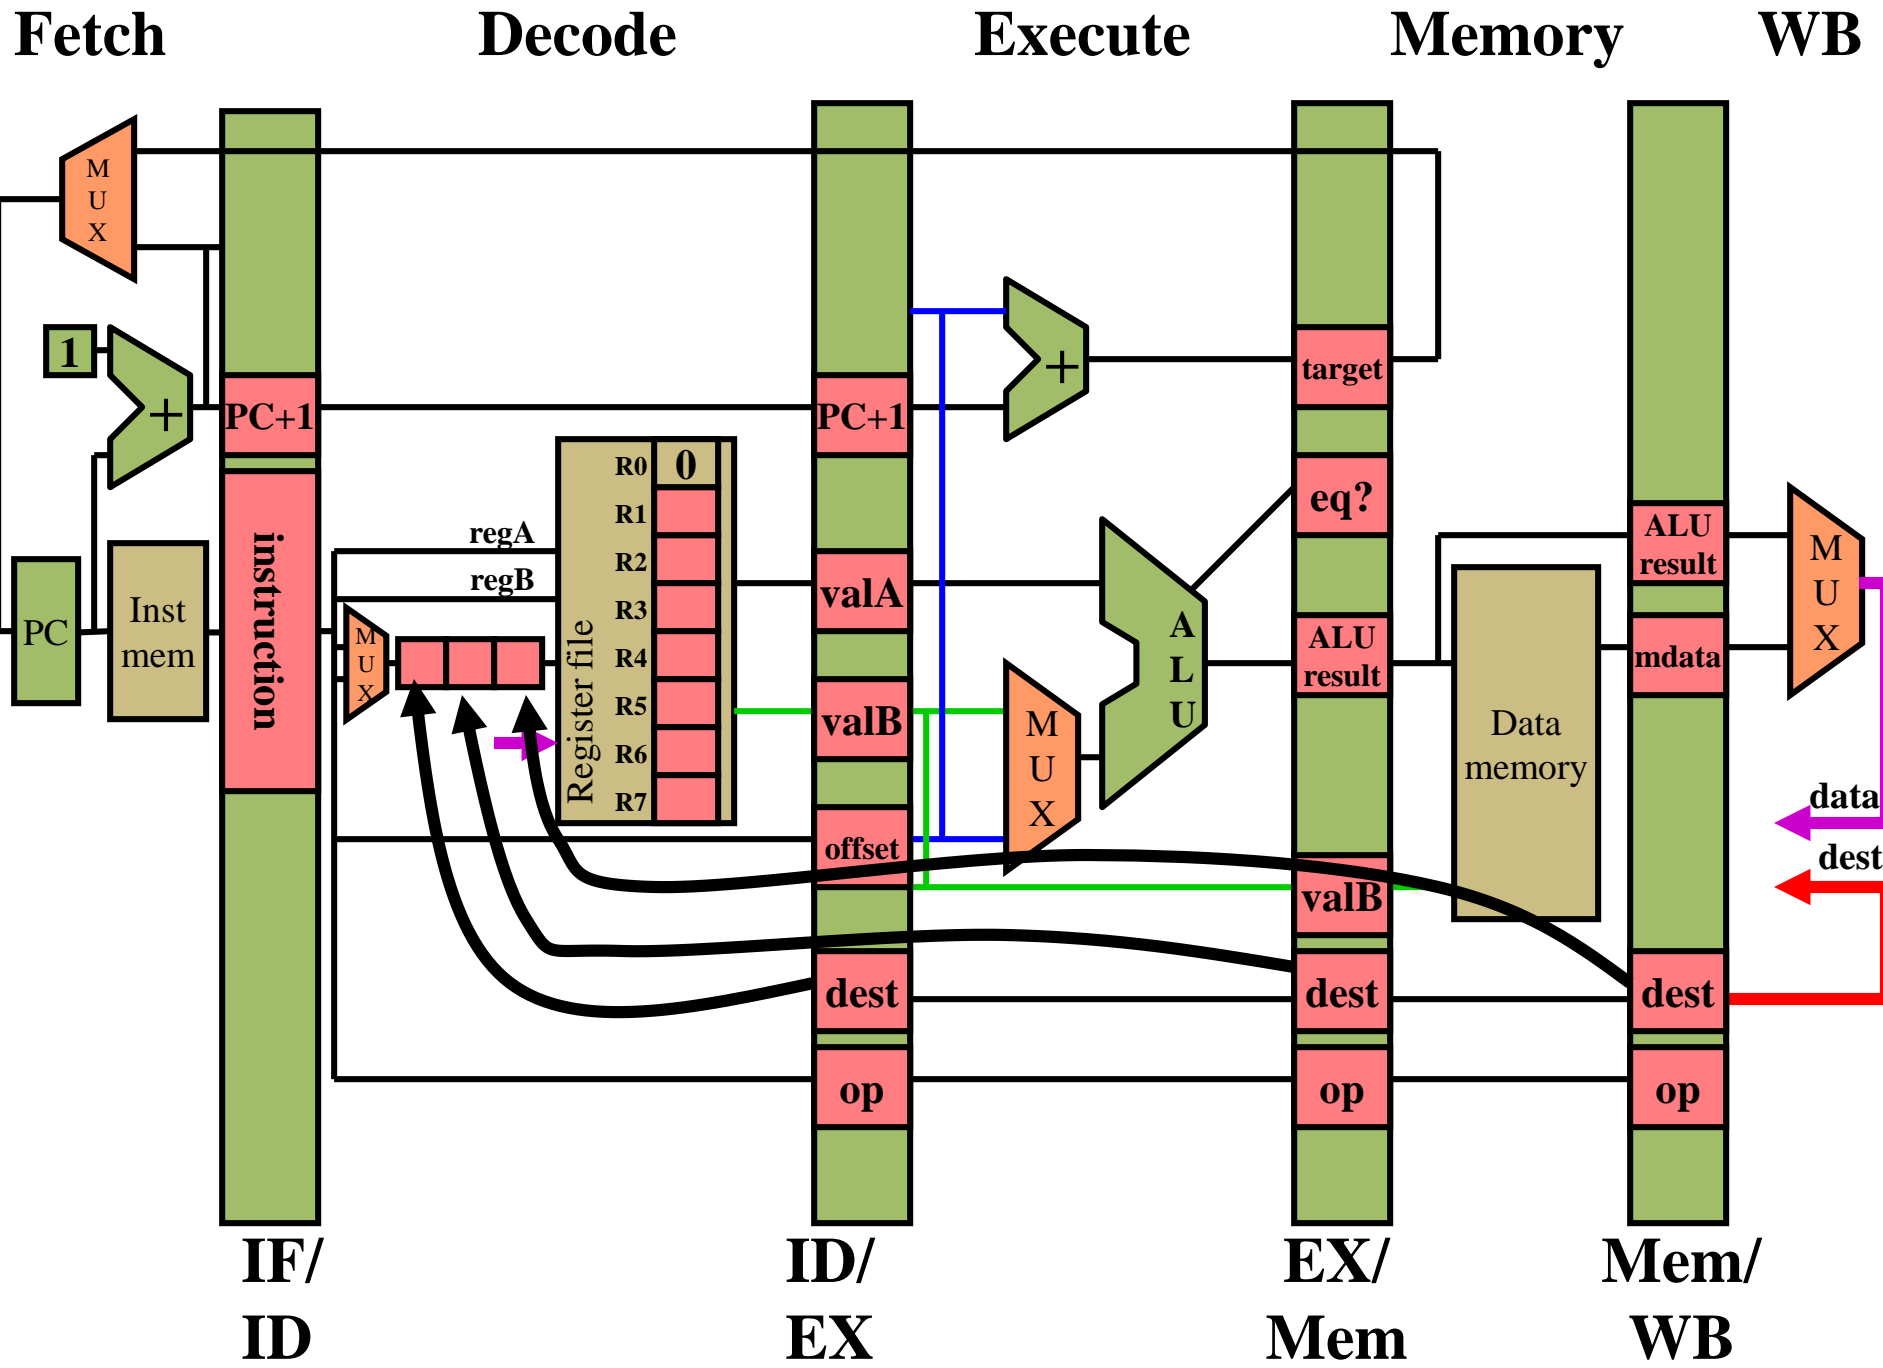 Fetch
Decode
Execute
Memory
WB
M
U
X
1
+
PC+1
PC
Inst
mem
instruction
regA
regB
M
U
X
Register file
R0
0
R1
R2
R3
R4
R5
R6
R7
PC+1
valA
valB
offset
dest
op
+
M
U
X
A
L
U
target
eq?
ALU
result
valB
dest
op
Data
memory
ALU
result
mdata
dest
op
M
U
X
data
dest
IF/
ID
ID/
EX
EX/
Mem
Mem/
WB